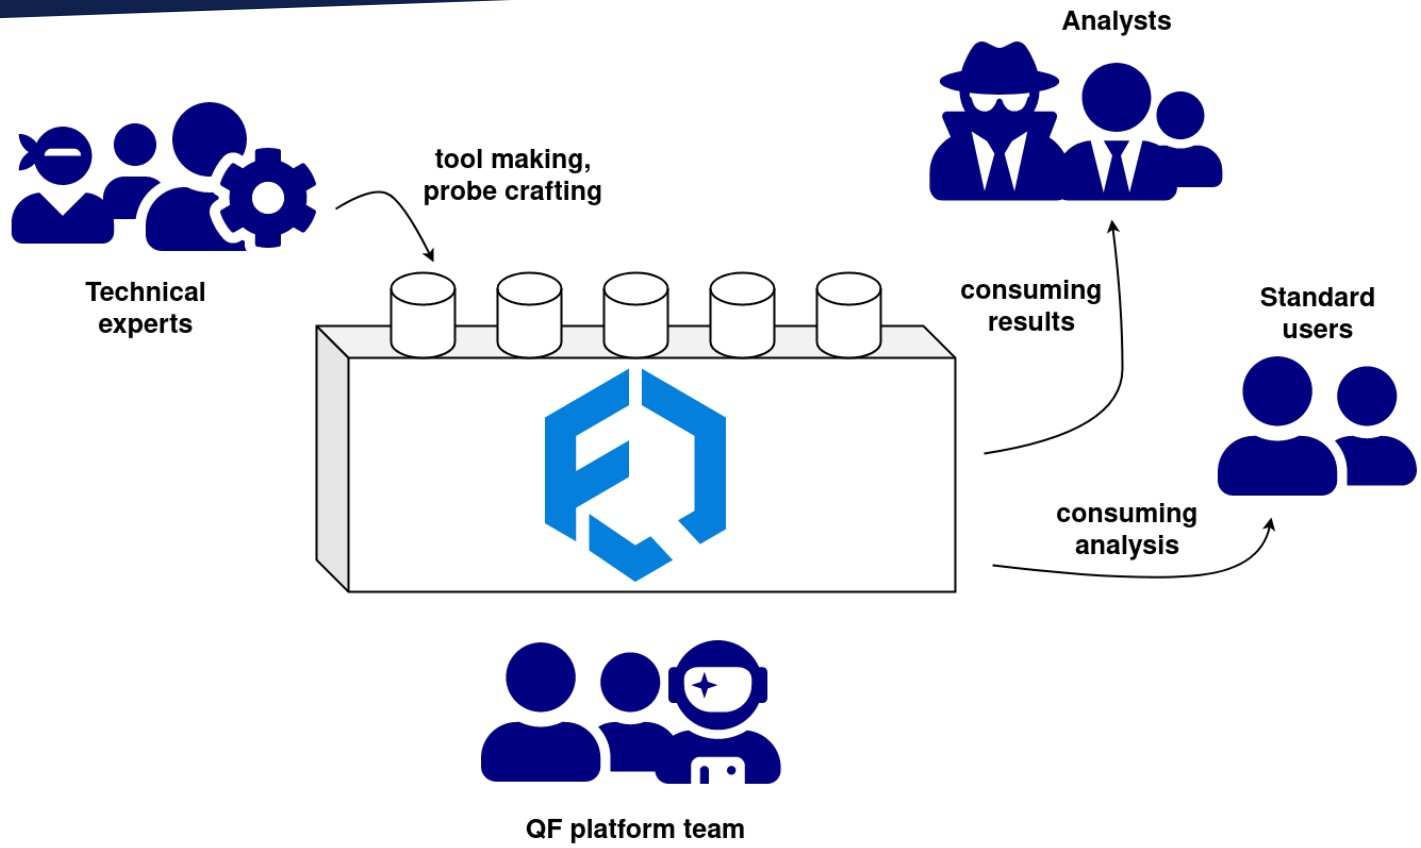 Analysts
tool making,
probe crafting
Technical
experts
consuming
results
Standard
users
consuming
analysis
QF platform team